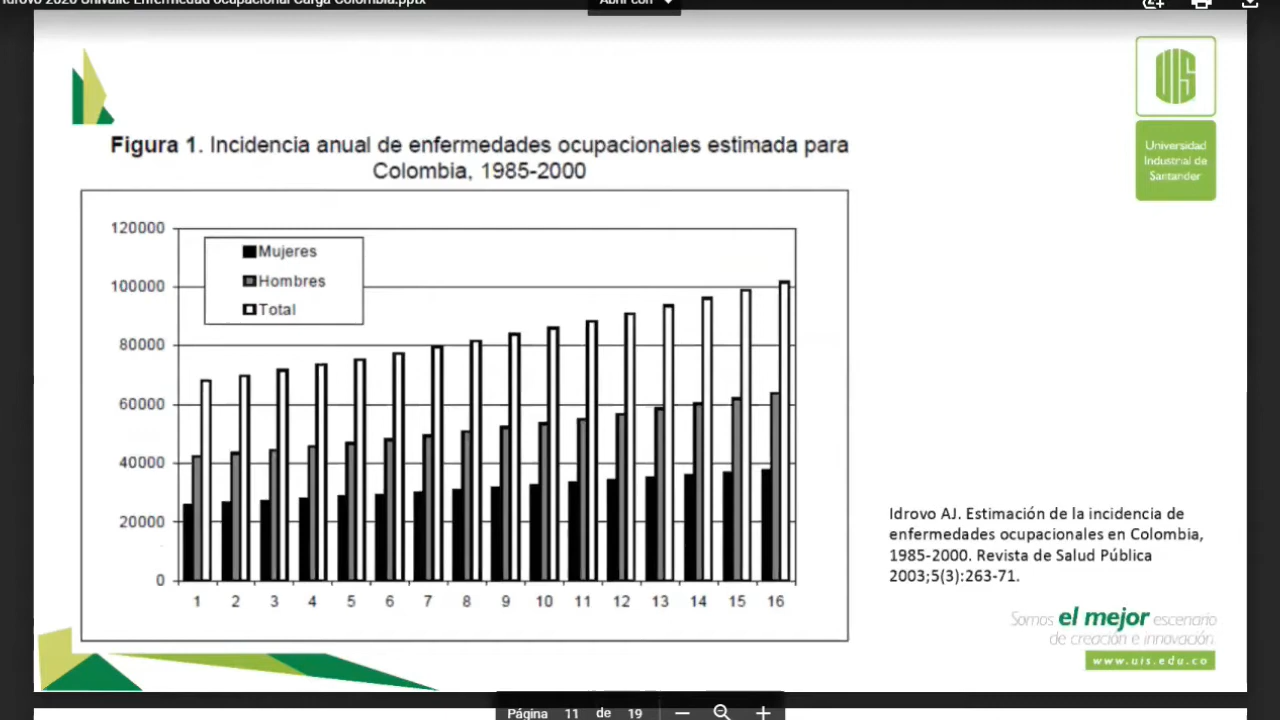 Idrovo 2020 Univalle Enfermedad ocupacional Carga Colombia.pptx
Abrir con
UIS
Universidad
Industrial de
Santander
Figura 1. Incidencia anual de enfermedades ocupacionales estimada para
Colombia, 1985-2000
120000
100000
80000
60000
40000
20000
0
Mujeres
Hombres
Total
1 2 3 4 5 6 7 8 9 10 11 12 13 14 15 16
Idrovo AJ. Estimación de la incidencia de
enfermedades ocupacionales en Colombia,
1985-2000. Revista de Salud Pública
2003;5(3):263-71.
Somos el mejor escenario
de creación e innovación.
www.uis.edu.co
Página 11 de 19